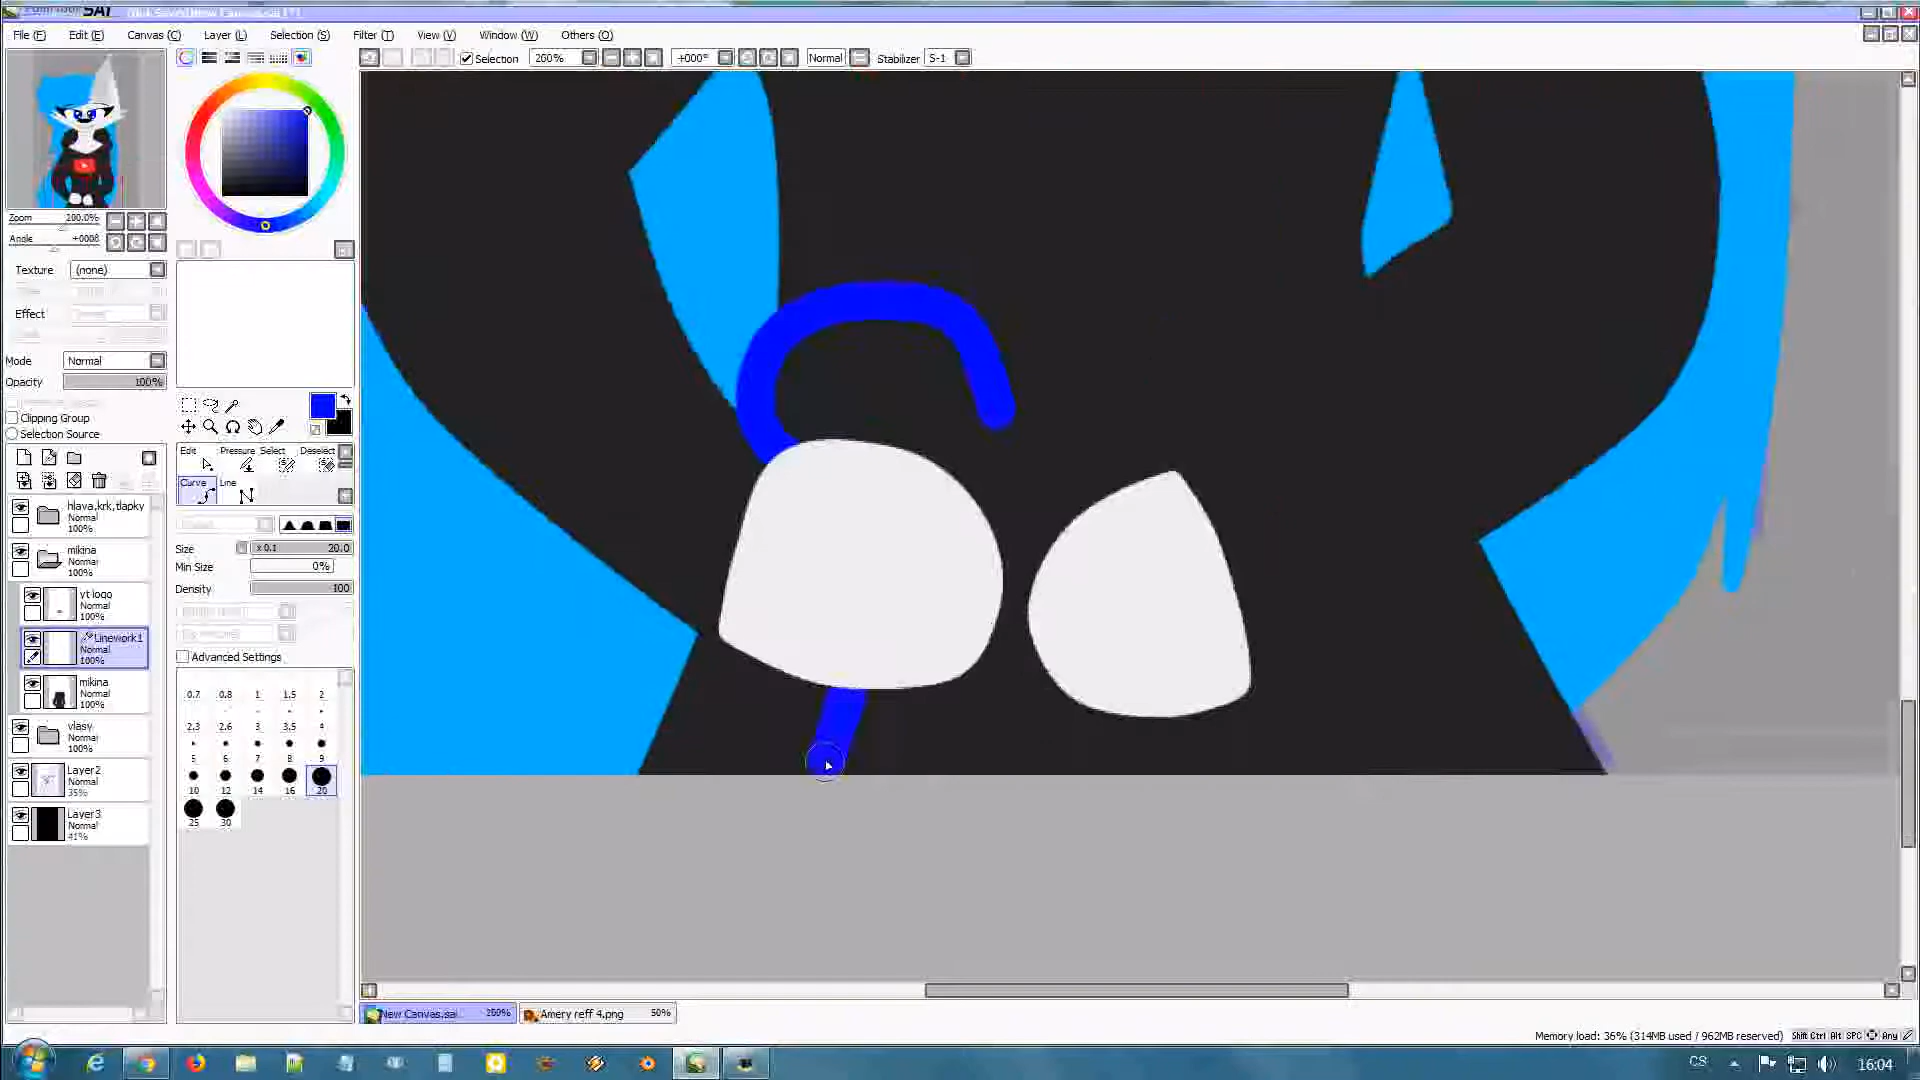 SAI
File (F) Edit (E) Canvas (C) Layer (L) Selection (S) Filter (T) View (V) Window (W) Others (O)
Selection 250% +000° Normal Stabilizer S-1
Zoom 200.0%
Angle +000ß
Texture (none)
Effect
Mode Normal
Opacity 100%
Clipping Group
Selection Source
Edit Pressure Select Deselect
Curve Line
Size x 0.1 20.0
Min Size 0%
Density 100
Advanced Settings
0.7 0.8 1 1.5 2
2.3 2.6 3 3.5 4
5 6 7 8 9
10 12 14 16 20
25 30
hlava,krk,tlapky
Normal
100%
mikina
Normal
100%
yt logo
Normal
100%
Linework1
Normal
100%
mikina
Normal
100%
vlasy
Normal
100%
Layer2
Normal
35%
Layer3
Normal
41%
New Canvas.sai 250% Amery reff 4.png 50%
Memory load: 36% (314MB used / 962MB reserved) Shift Ctrl Alt SPC Any
CS 16:04